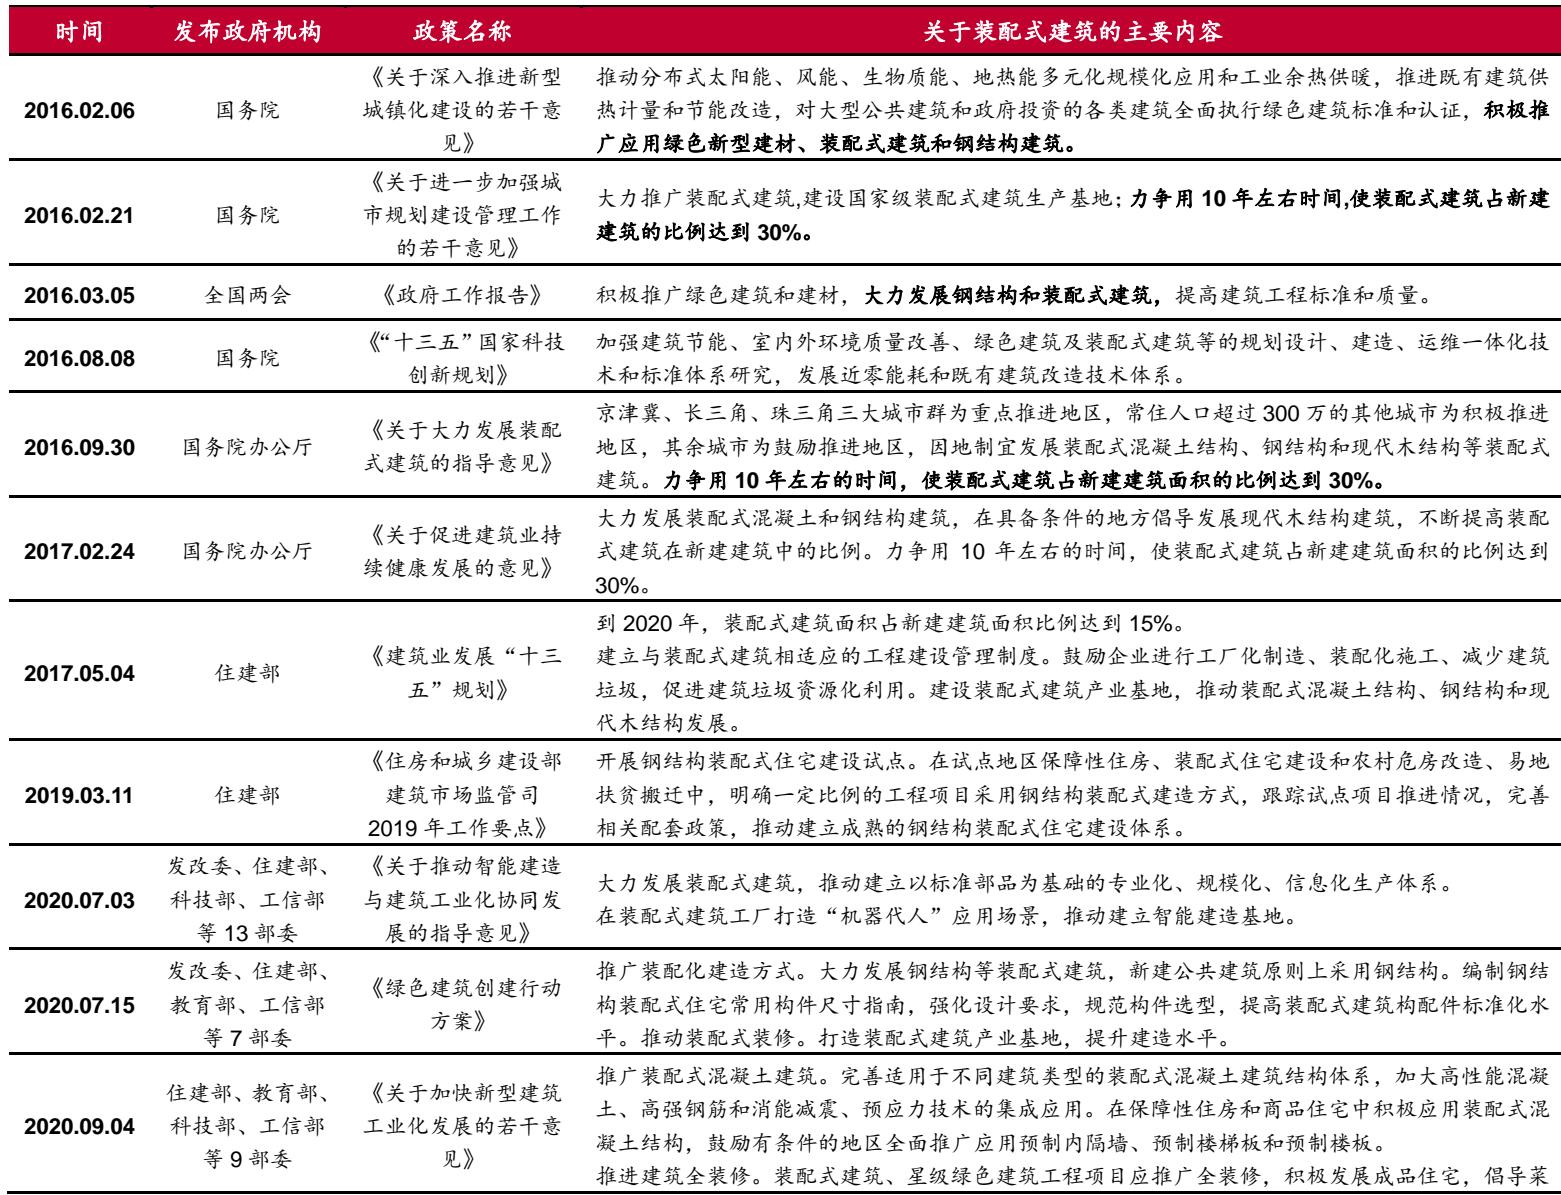 时间 发布政府机构 政策名称 关于装配式建筑的主要内容
2016.02.06 国务院
《关于深入推进新型
城镇化建设的若干意
见》
推动分布式太阳能、风能、生物质能、地热能多元化规模化应用和工业余热供暖，推进既有建筑供
热计量和节能改造，对大型公共建筑和政府投资的各类建筑全面执行绿色建筑标准和认证，积极推
广应用绿色新型建材、装配式建筑和钢结构建筑。
2016.02.21 国务院
《关于进一步加强城
市规划建设管理工作
的若干意见》
大力推广装配式建筑,建设国家级装配式建筑生产基地；力争用 10 年左右时间,使装配式建筑占新建
建筑的比例达到 30%。
2016.03.05 全国两会 《政府工作报告》 积极推广绿色建筑和建材，大力发展钢结构和装配式建筑，提高建筑工程标准和质量。
2016.08.08 国务院
《“十三五”国家科技
创新规划》
加强建筑节能、室内外环境质量改善、绿色建筑及装配式建筑等的规划设计、建造、运维一体化技
术和标准体系研究，发展近零能耗和既有建筑改造技术体系。
2016.09.30 国务院办公厅
《关于大力发展装配
式建筑的指导意见》
京津冀、长三角、珠三角三大城市群为重点推进地区，常住人口超过 300 万的其他城市为积极推进
地区，其余城市为鼓励推进地区，因地制宜发展装配式混凝土结构、钢结构和现代木结构等装配式
建筑。力争用 10 年左右的时间，使装配式建筑占新建建筑面积的比例达到 30%。
2017.02.24 国务院办公厅
《关于促进建筑业持
续健康发展的意见》
大力发展装配式混凝土和钢结构建筑，在具备条件的地方倡导发展现代木结构建筑，不断提高装配
式建筑在新建建筑中的比例。力争用 10 年左右的时间，使装配式建筑占新建建筑面积的比例达到
30%。
2017.05.04 住建部
《建筑业发展“十三
五”规划》
到 2020 年，装配式建筑面积占新建建筑面积比例达到 15%。
建立与装配式建筑相适应的工程建设管理制度。鼓励企业进行工厂化制造、装配化施工、减少建筑
垃圾，促进建筑垃圾资源化利用。建设装配式建筑产业基地，推动装配式混凝土结构、钢结构和现
代木结构发展。
2019.03.11 住建部
《住房和城乡建设部
建筑市场监管司
2019 年工作要点》
开展钢结构装配式住宅建设试点。在试点地区保障性住房、装配式住宅建设和农村危房改造、易地
扶贫搬迁中，明确一定比例的工程项目采用钢结构装配式建造方式，跟踪试点项目推进情况，完善
相关配套政策，推动建立成熟的钢结构装配式住宅建设体系。
2020.07.03
发改委、住建部、
科技部、工信部
等 13 部委
《关于推动智能建造
与建筑工业化协同发
展的指导意见》
大力发展装配式建筑，推动建立以标准部品为基础的专业化、规模化、信息化生产体系。
在装配式建筑工厂打造“机器代人”应用场景，推动建立智能建造基地。
2020.07.15
发改委、住建部、
教育部、工信部
等 7 部委
《绿色建筑创建行动
方案》
推广装配化建造方式。大力发展钢结构等装配式建筑，新建公共建筑原则上采用钢结构。编制钢结
构装配式住宅常用构件尺寸指南，强化设计要求，规范构件选型，提高装配式建筑构配件标准化水
平。推动装配式装修。打造装配式建筑产业基地，提升建造水平。
2020.09.04
住建部、教育部、
科技部、工信部
等 9 部委
《关于加快新型建筑
工业化发展的若干意
见》
推广装配式混凝土建筑。完善适用于不同建筑类型的装配式混凝土建筑结构体系，加大高性能混凝
土、高强钢筋和消能减震、预应力技术的集成应用。在保障性住房和商品住宅中积极应用装配式混
凝土结构，鼓励有条件的地区全面推广应用预制内隔墙、预制楼梯板和预制楼板。
推进建筑全装修。装配式建筑、星级绿色建筑工程项目应推广全装修，积极发展成品住宅，倡导菜